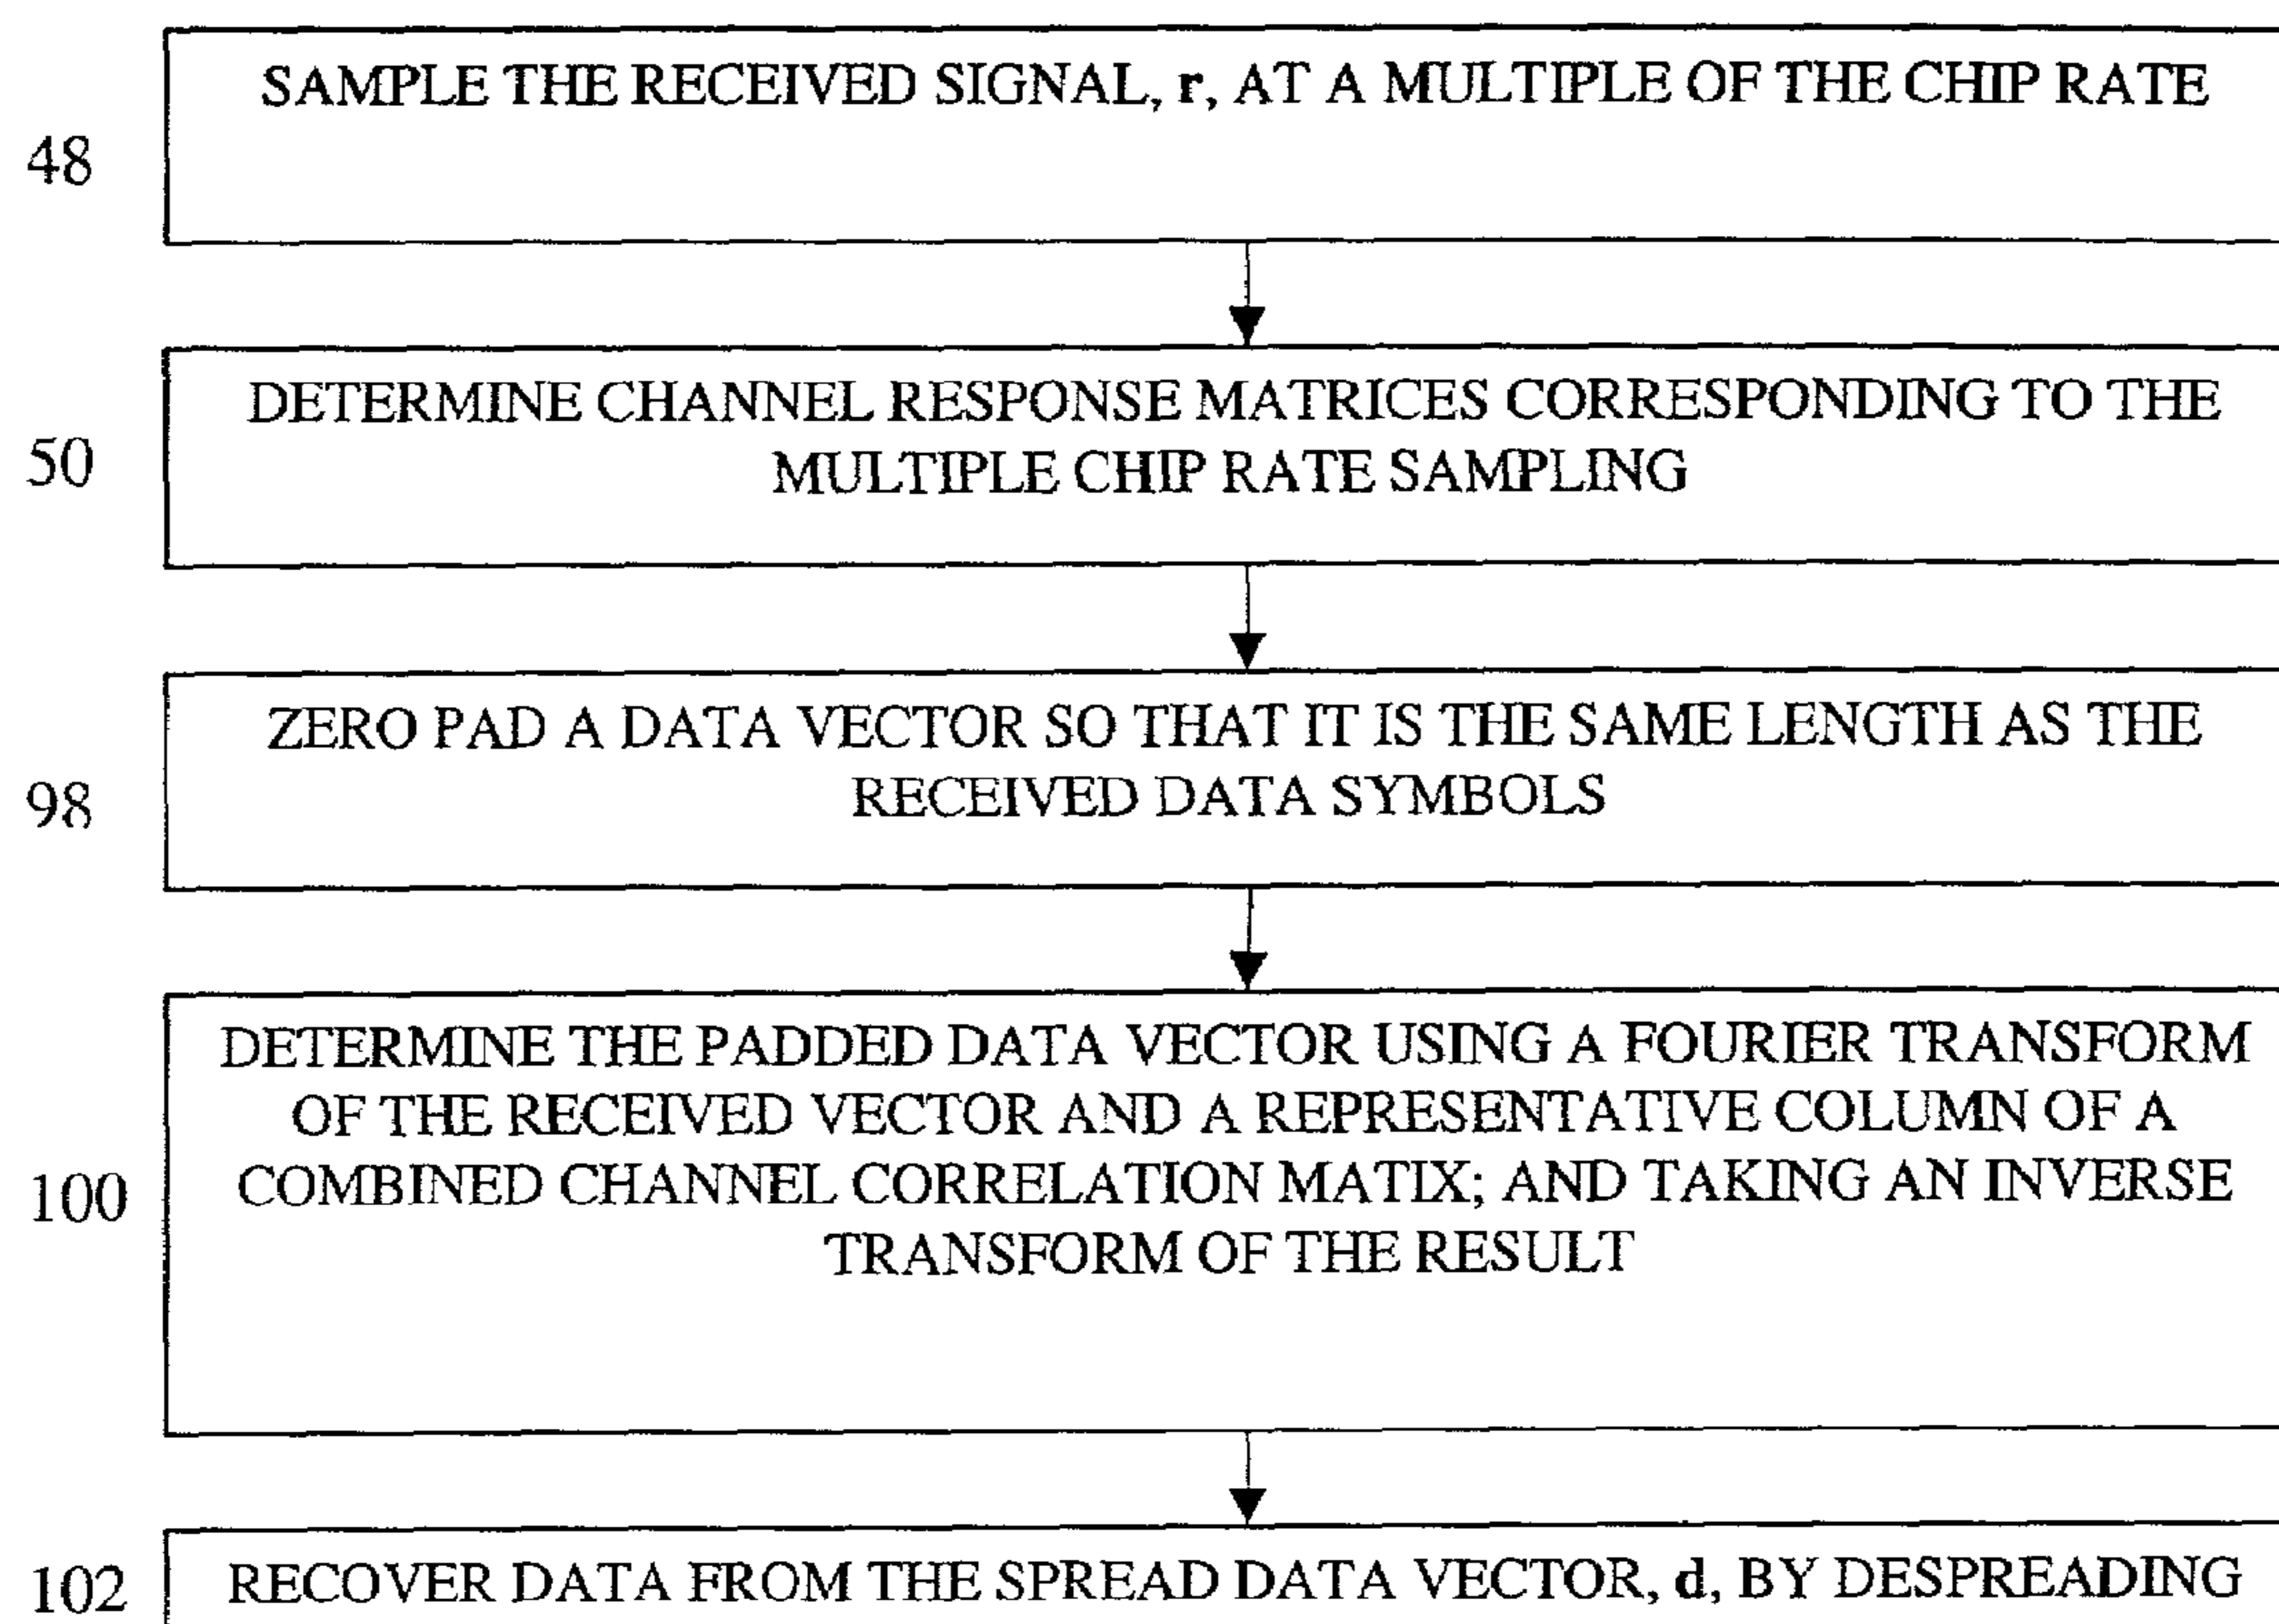 SAMPLE THE RECEIVED SIGNAL, r, AT A MULTIPLE OF THE CHIP RATE
48
DETERMINE CHANNEL RESPONSE MATRICES CORRESPONDING TO THE
MULTIPLE CHIP RATE SAMPLING
50
ZERO PAD A DATA VECTOR SO THAT IT IS THE SAME LENGTH AS THE
RECEIVED DATA SYMBOLS
98
DETERMINE THE PADDED DATA VECTOR USING A FOURIER TRANSFORM
OF THE RECEIVED VECTOR AND A REPRESENTATIVE COLUMN OF A
COMBINED CHANNEL CORRELATION MATIX; AND TAKING AN INVERSE
100
TRANSFORM OF THE RESULT
102
RECOVER DATA FROM THE SPREAD DATA VECTOR, d, BY DESPREADING